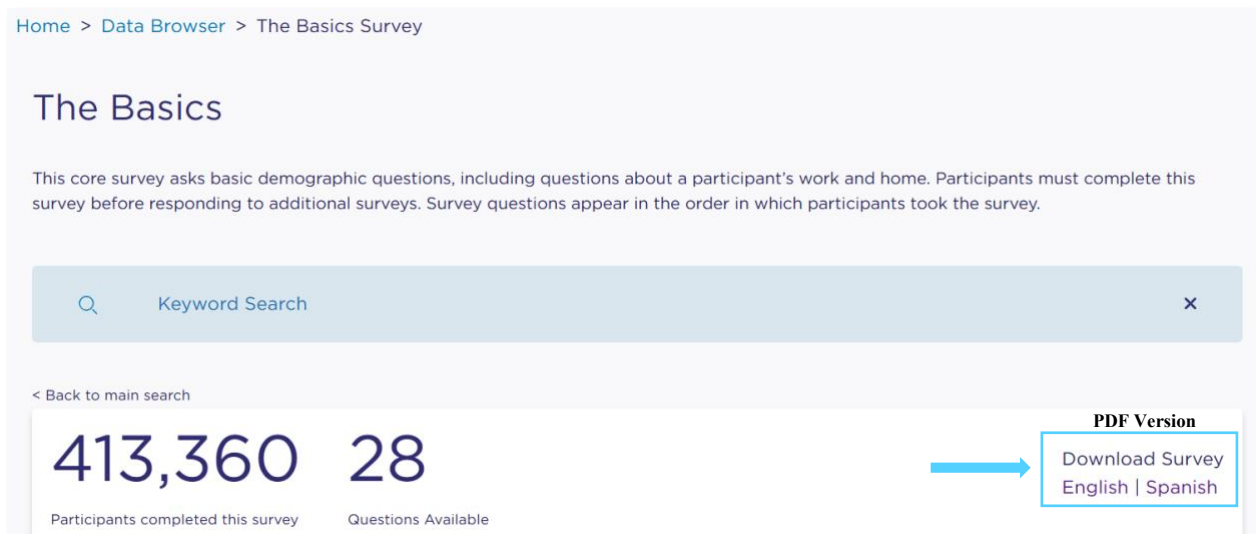 Home > Data Browser > The Basics Survey
The Basics
This core survey asks basic demographic questions, including questions about a participant's work and home. Participants must complete this
survey before responding to additional surveys. Survey questions appear in the order in which participants took the survey.
Keyword Search
< Back to main search
413,360 28
Participants completed this survey Questions Available
PDF Version
Download Survey
English | Spanish